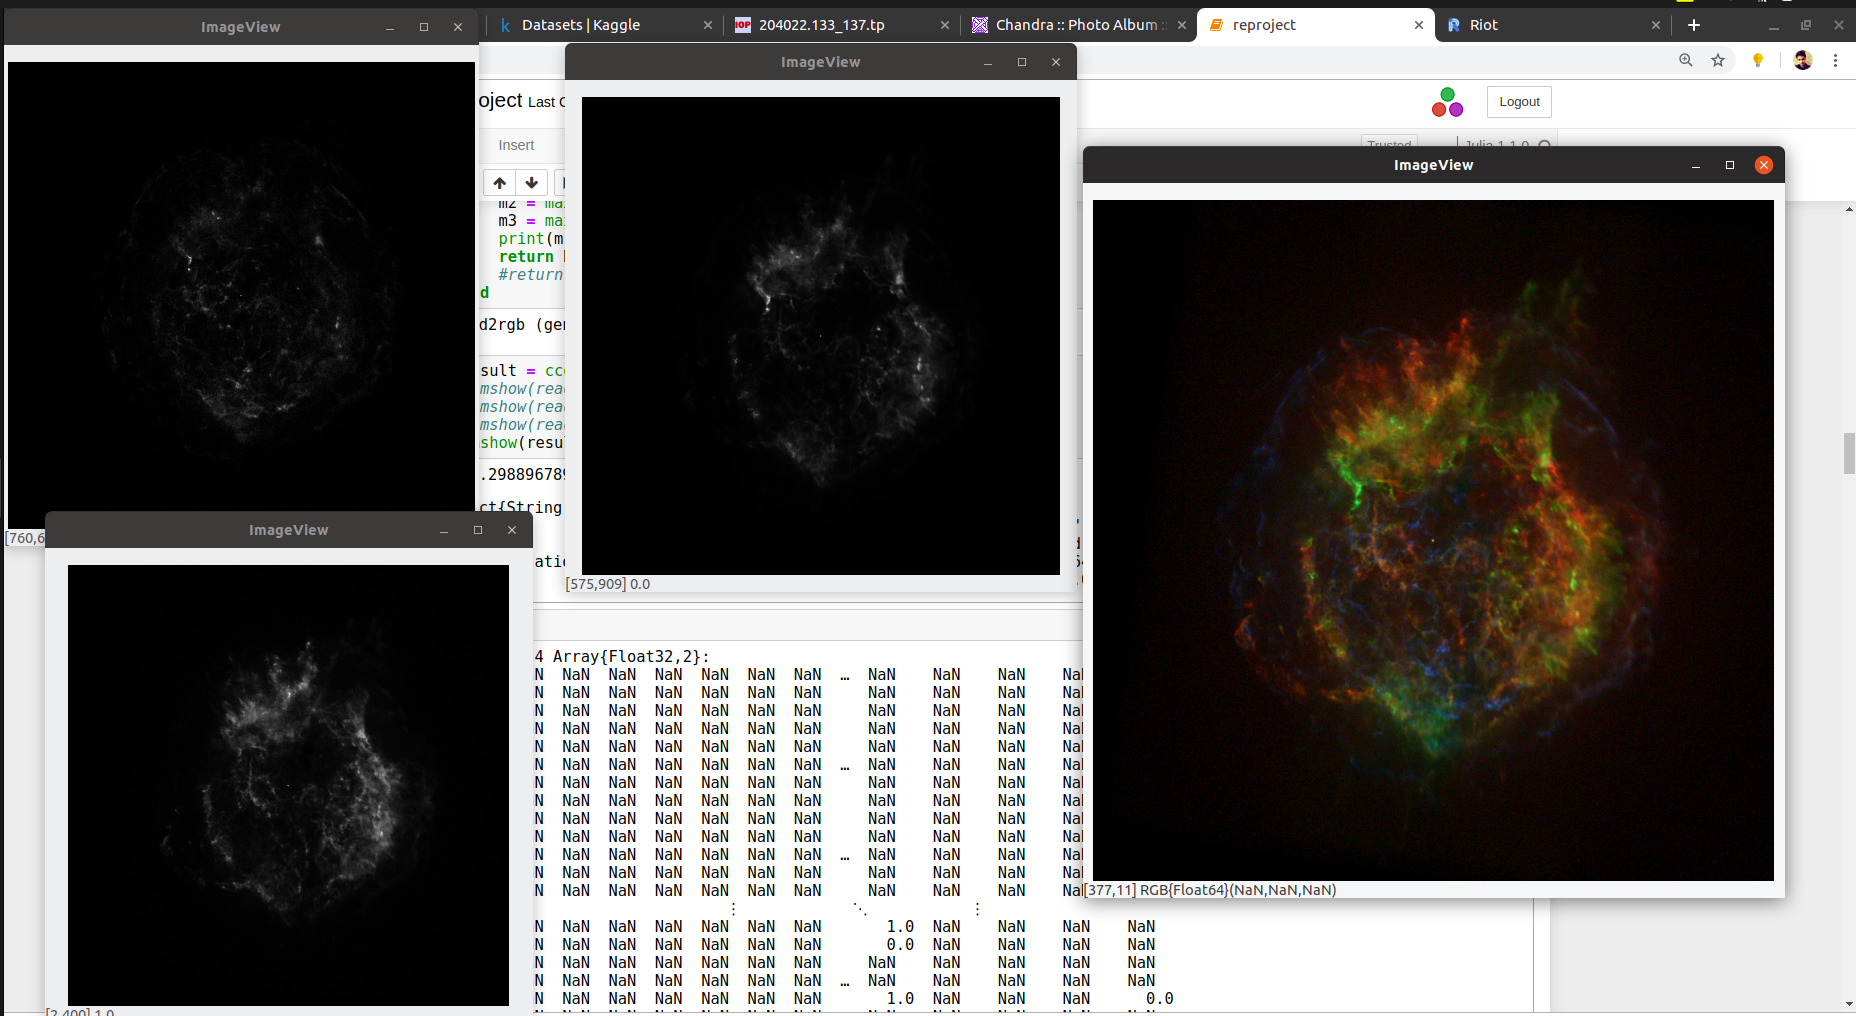 ImageView
Datasets | Kaggle
204022.133_137.tp
Chandra :: Photo Album ::
reproject
Riot
ImageView
oject Last C
Logout
Insert
Trusted
Julia 1.1.0
ImageView
m2 = ma
m3 = ma
print(m
return
#return
d
d2rgb (gen
sult = cc
mshow(rea
mshow(rea
mshow(rea
show(resu
.298896789
ct{String
[760,6
ImageView
atio
[575,909] 0.0
4 Array{Float32,2}:
N NaN NaN NaN NaN NaN NaN … NaN NaN NaN Na
N NaN NaN NaN NaN NaN NaN NaN NaN NaN Na
N NaN NaN NaN NaN NaN NaN NaN NaN NaN Na
N NaN NaN NaN NaN NaN NaN NaN NaN NaN Na
N NaN NaN NaN NaN NaN NaN NaN NaN NaN Na
N NaN NaN NaN NaN NaN NaN … NaN NaN NaN Na
N NaN NaN NaN NaN NaN NaN NaN NaN NaN Na
N NaN NaN NaN NaN NaN NaN NaN NaN NaN Na
N NaN NaN NaN NaN NaN NaN NaN NaN NaN Na
N NaN NaN NaN NaN NaN NaN NaN NaN NaN Na
N NaN NaN NaN NaN NaN NaN … NaN NaN NaN Na
N NaN NaN NaN NaN NaN NaN NaN NaN NaN Na
N NaN NaN NaN NaN NaN NaN NaN NaN NaN Na
[377,11] RGB{Float64}(NaN,NaN,NaN)
⋮ ⋱ ⋮
N NaN NaN NaN NaN NaN NaN 1.0 NaN NaN NaN NaN
N NaN NaN NaN NaN NaN NaN 0.0 NaN NaN NaN NaN
N NaN NaN NaN NaN NaN NaN NaN NaN NaN NaN NaN
N NaN NaN NaN NaN NaN NaN … NaN NaN NaN NaN NaN
N NaN NaN NaN NaN NaN NaN 1.0 NaN NaN NaN 0.0
[2,400] 1.0